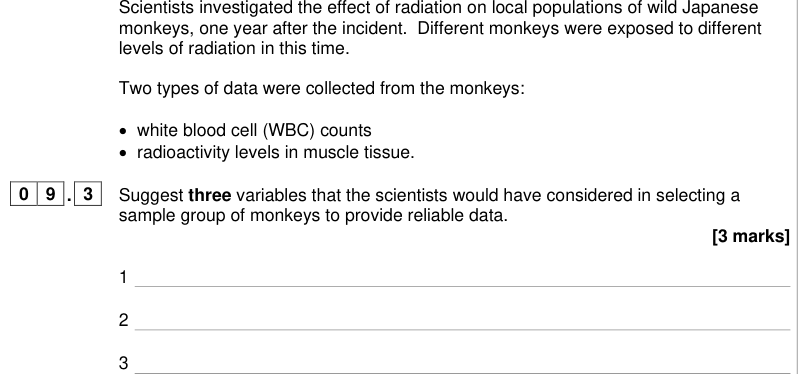 Scientists investigated the effect of radiation on local populations of wild Japanese
monkeys, one year after the incident.  Different monkeys were exposed to different
levels of radiation in this time.
Two types of data were collected from the monkeys:
• white blood cell (WBC) counts
• radioactivity levels in muscle tissue.
0 9 . 3 Suggest three variables that the scientists would have considered in selecting a
sample group of monkeys to provide reliable data.
[3 marks]
1
2
3